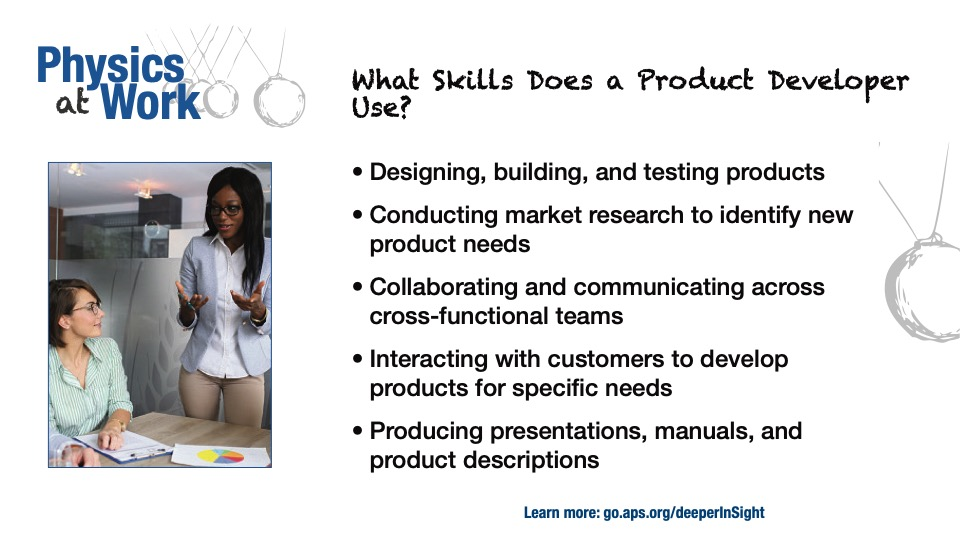 Physics
at Work
What Skills Does a Product Developer
Use?
• Designing, building, and testing products
• Conducting market research to identify new
product needs
• Collaborating and communicating across
cross-functional teams
• Interacting with customers to develop
products for specific needs
• Producing presentations, manuals, and
product descriptions
Learn more: go.aps.org/deeperInSight